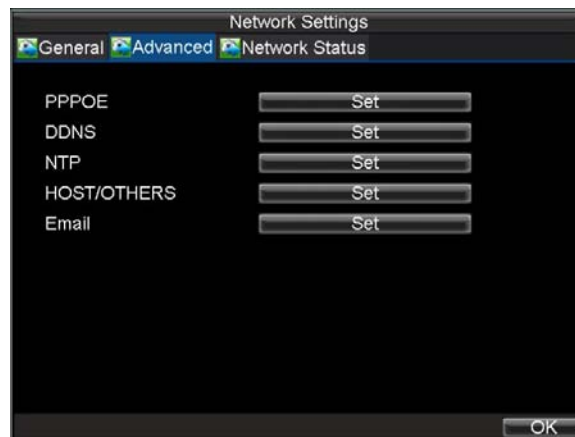 Network Settings
General Advanced Network Status
PPPOE Set
DDNS Set
NTP Set
HOST/OTHERS Set
Email Set
OK